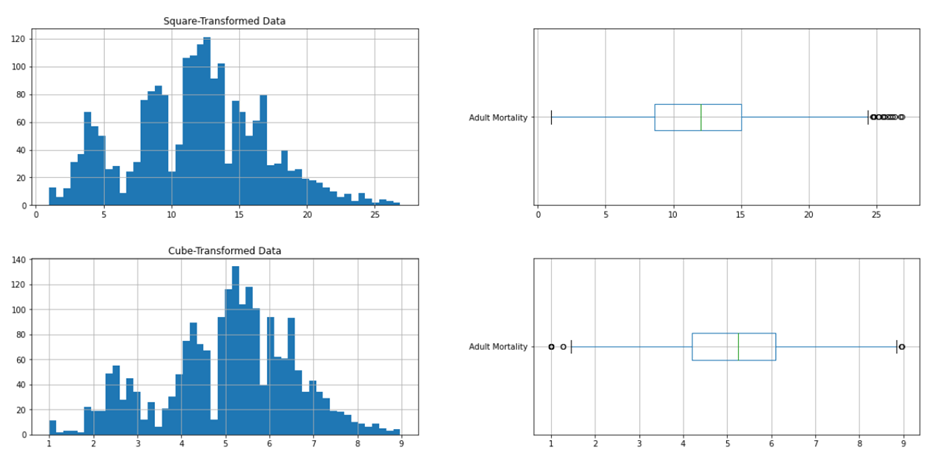 Square-Transformed Data
120
100
80
60
40
20
0
0 5 10 15 20 25
Adult Mortality
0 5 10 15 20 25
Cube-Transformed Data
140
120
100
80
60
40
20
0
1 2 3 4 5 6 7 8 9
Adult Mortality
1 2 3 4 5 6 7 8 9